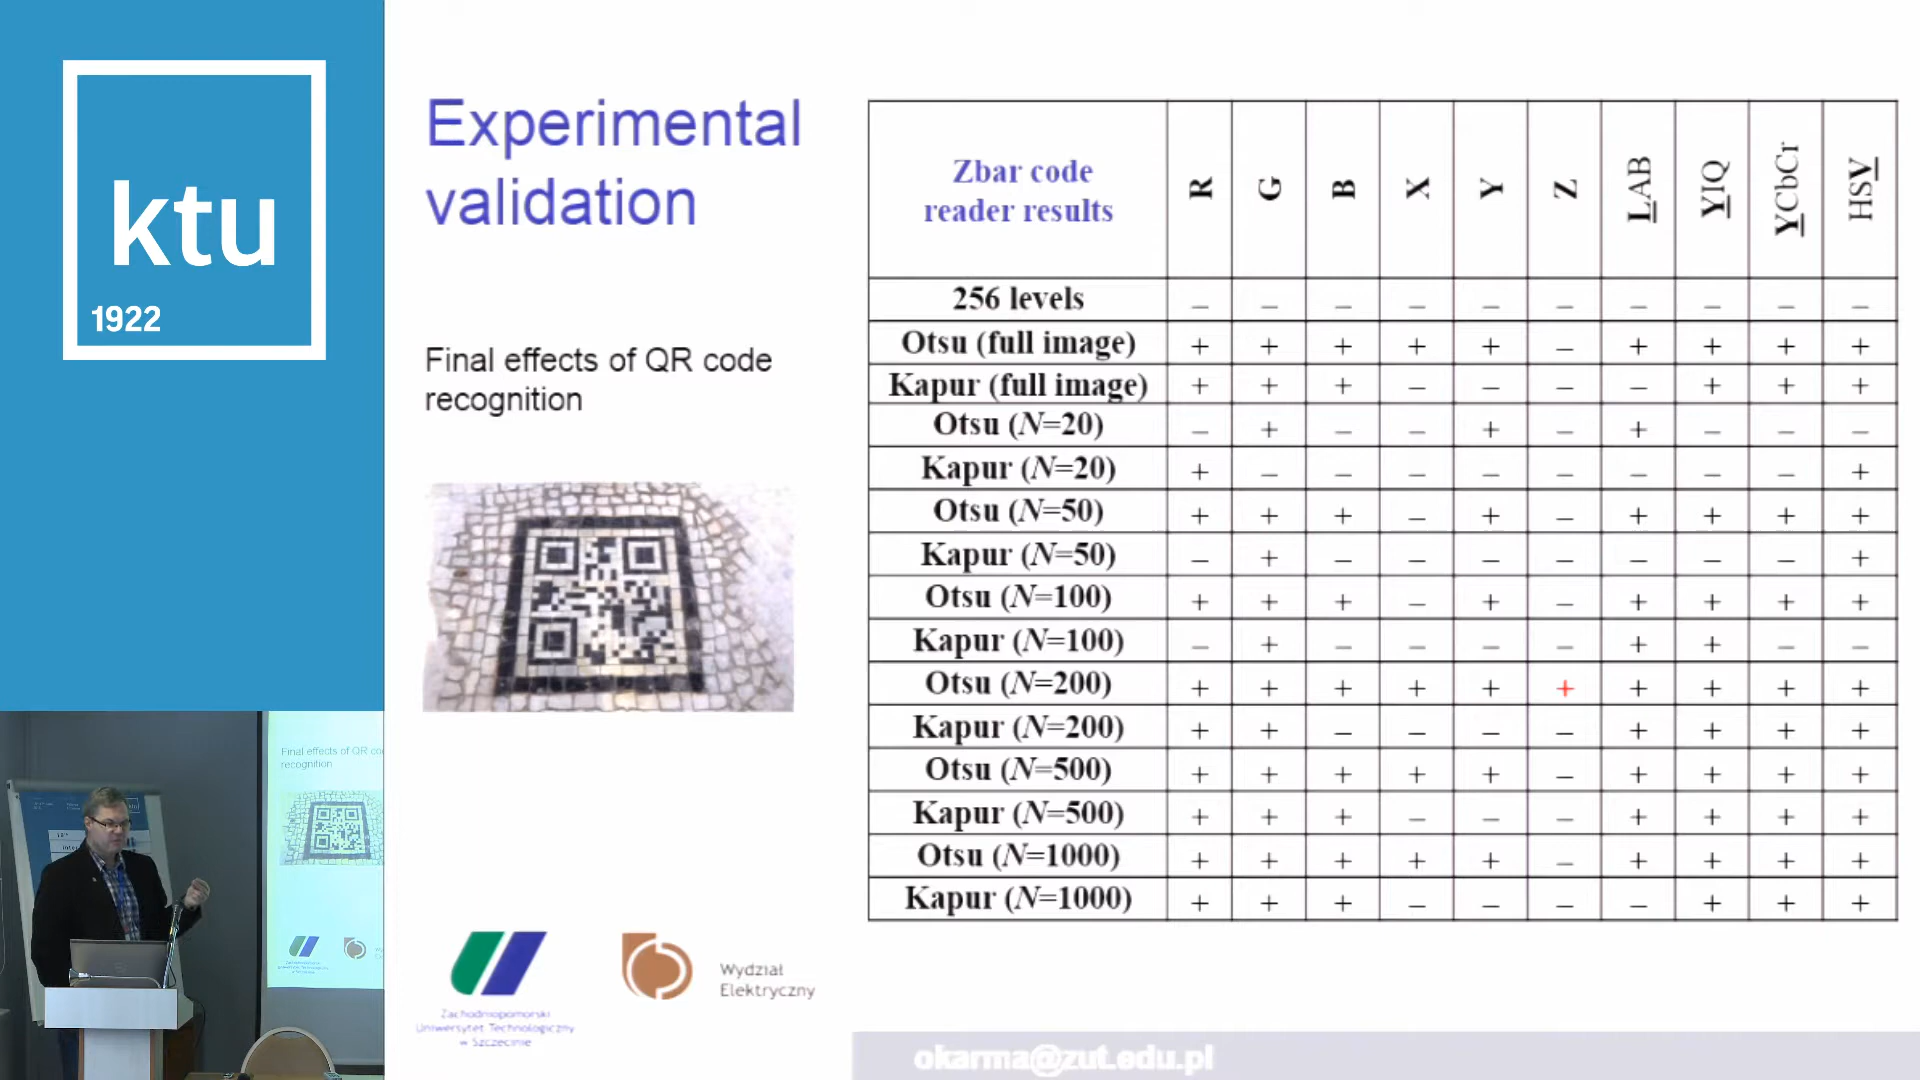 ktu
1922
Experimental
validation
Final effects of QR code
recognition
Zbar code
reader results
R G B X Y Z LAB YIQ YCbCr HSV
256 levels – – – – – – – – – –
Otsu (full image) + + + + + – + + + +
Kapur (full image) + + + – – – – + + +
Otsu (N=20) – + – – + – + – – –
Kapur (N=20) + – – – – – – – – +
Otsu (N=50) + + + – + – + + + +
Kapur (N=50) – + – – – – – – – +
Otsu (N=100) + + + – + – + + + +
Kapur (N=100) – + – – – – + + – –
Otsu (N=200) + + + + + + + + + +
Kapur (N=200) + + – – – – + + + +
Otsu (N=500) + + + + + – + + + +
Kapur (N=500) + + + – – – + + + +
Otsu (N=1000) + + + + + – + + + +
Kapur (N=1000) + + + – – – – + + +
Zachodniopomorski
Uniwersytet Technologiczny
w Szczecinie
Wydział
Elektryczny
okarma@zut.edu.pl
Final effects of QR co
recognition